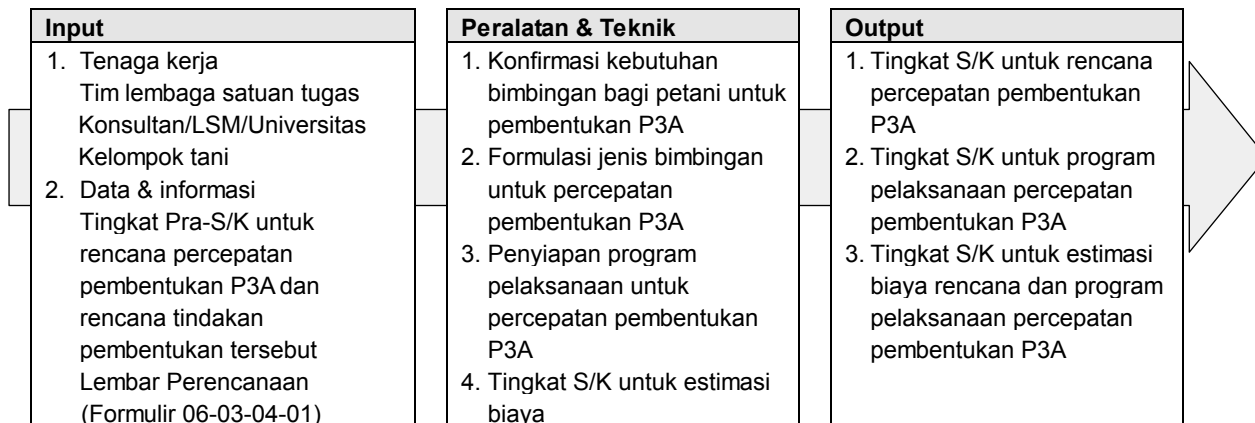 Input
1. Tenaga kerja
Tim lembaga satuan tugas
Konsultan/LSM/Universitas
Kelompok tani
2. Data & informasi
Tingkat Pra-S/K untuk
rencana percepatan
pembentukan P3A dan
rencana tindakan
pembentukan tersebut
Lembar Perencanaan
(Formulir 06-03-04-01)
Peralatan & Teknik
1. Konfirmasi kebutuhan
bimbingan bagi petani untuk
pembentukan P3A
2. Formulasi jenis bimbingan
untuk percepatan
pembentukan P3A
3. Penyiapan program
pelaksanaan untuk
percepatan pembentukan
P3A
4. Tingkat S/K untuk estimasi
biaya
Output
1. Tingkat S/K untuk rencana
percepatan pembentukan
P3A
2. Tingkat S/K untuk program
pelaksanaan percepatan
pembentukan P3A
3. Tingkat S/K untuk estimasi
biaya rencana dan program
pelaksanaan percepatan
pembentukan P3A